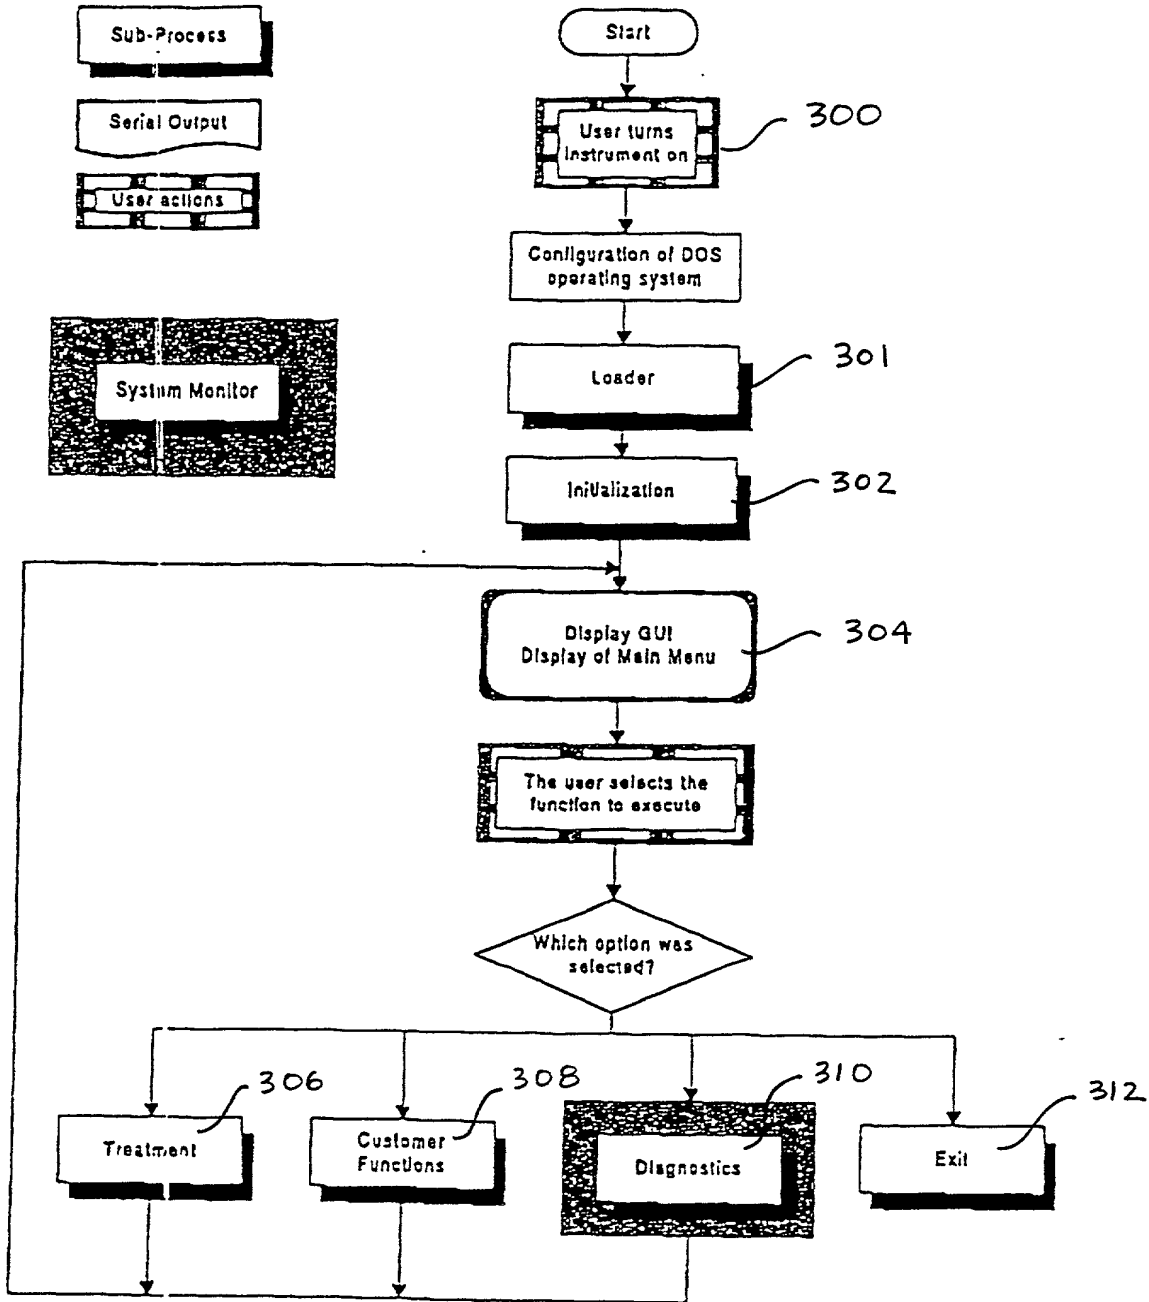 Sub-Process
Serial Output
User actions
System Monitor
Start
User turns
instrument on
300
Configuration of DOS
operating system
Loader
301
Initialization
302
Display GUI
Display of Main Menu
304
The user selects the
function to execute
Which option was
selected?
306
Treatment
308
Customer
Functions
310
Diagnostics
312
Exit